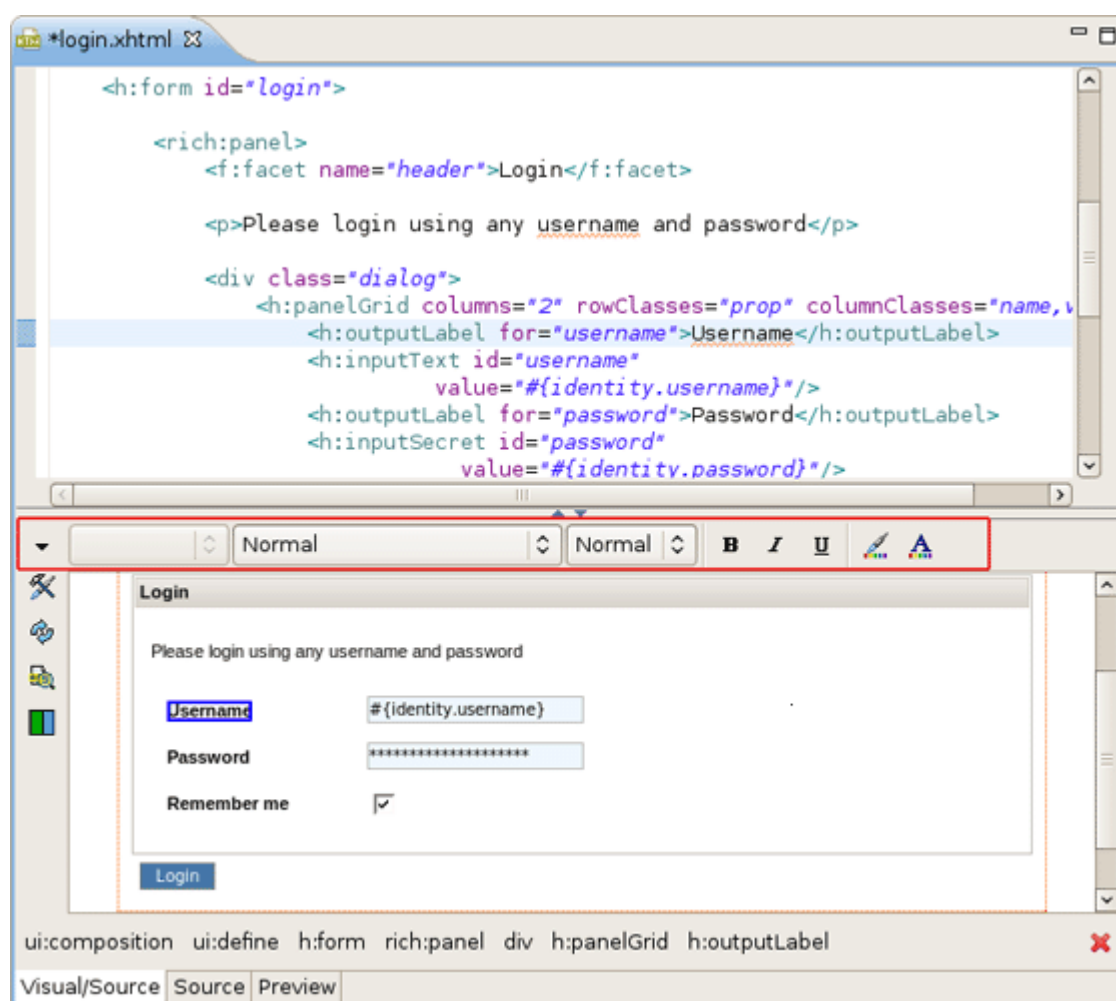 *login.xhtml
<h:form id="login">
<rich:panel>
<f:facet name="header">Login</f:facet>
<p>Please login using any username and password</p>
<div class="dialog">
<h:panelGrid columns="2" rowClasses="prop" columnClasses="name,v
<h:outputLabel for="username">Username</h:outputLabel>
<h:inputText id="username"
value="#{identity.username}"/>
<h:outputLabel for="password">Password</h:outputLabel>
<h:inputSecret id="password"
value="#{identity.password}"/>
Normal Normal B I U A
Login
Please login using any username and password
Username #{identity.username}
Password ********************
Remember me
Login
ui:composition ui:define h:form rich:panel div h:panelGrid h:outputLabel
Visual/Source Source Preview